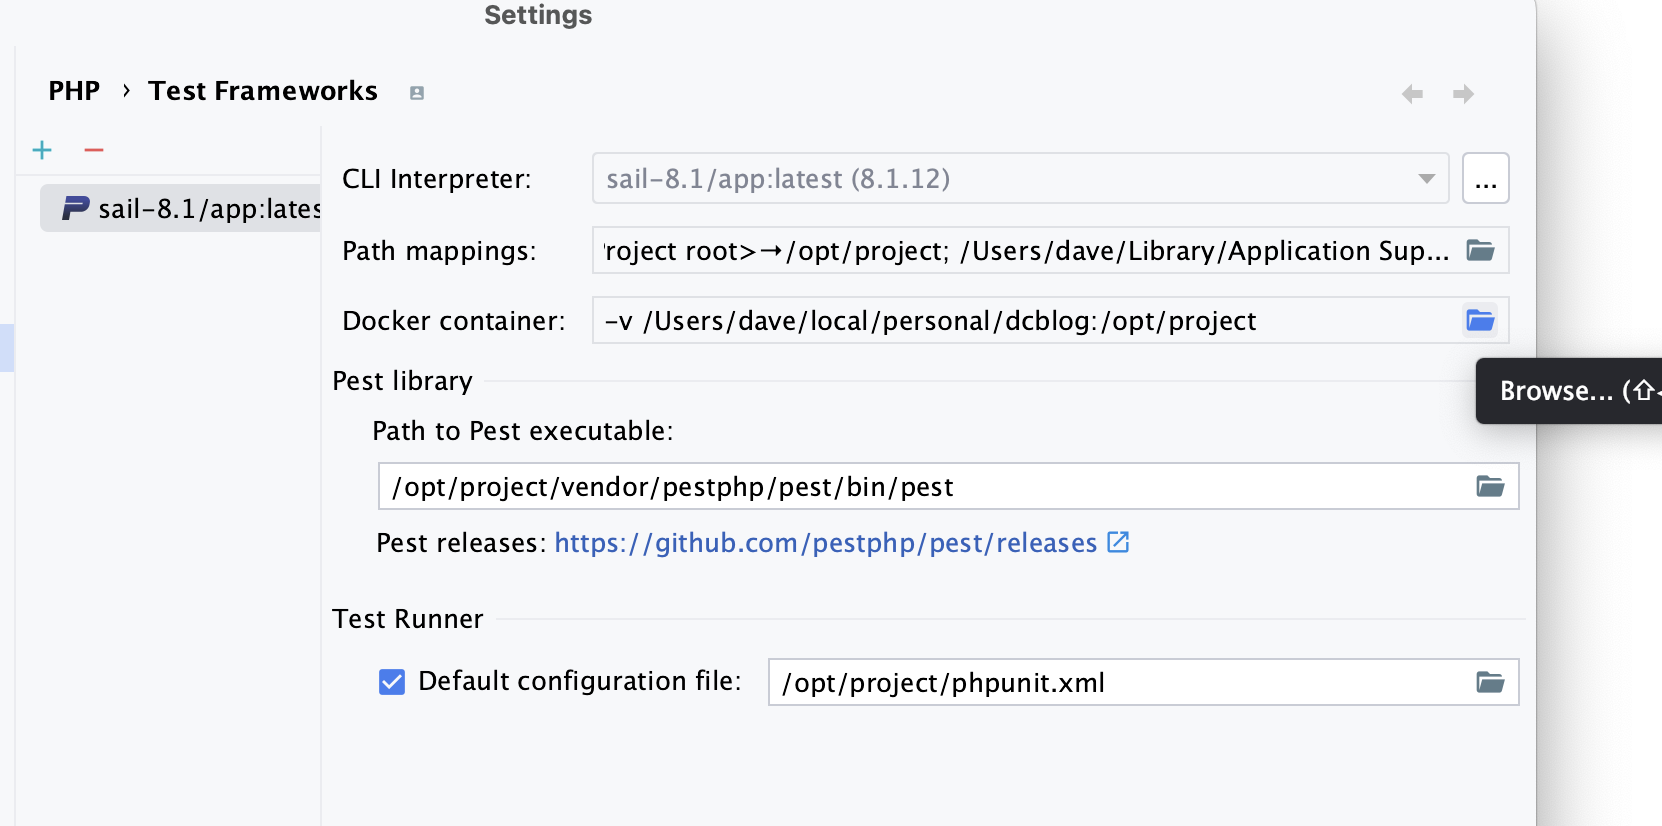 Settings
PHP › Test Frameworks
sail-8.1/app:lates
CLI Interpreter: sail-8.1/app:latest (8.1.12) ...
Path mappings: roject root>→/opt/project; /Users/dave/Library/Application Sup...
Docker container: -v /Users/dave/local/personal/dcblog:/opt/project
Pest library
Browse... (⇧
Path to Pest executable:
/opt/project/vendor/pestphp/pest/bin/pest
Pest releases: https://github.com/pestphp/pest/releases
Test Runner
Default configuration file: /opt/project/phpunit.xml